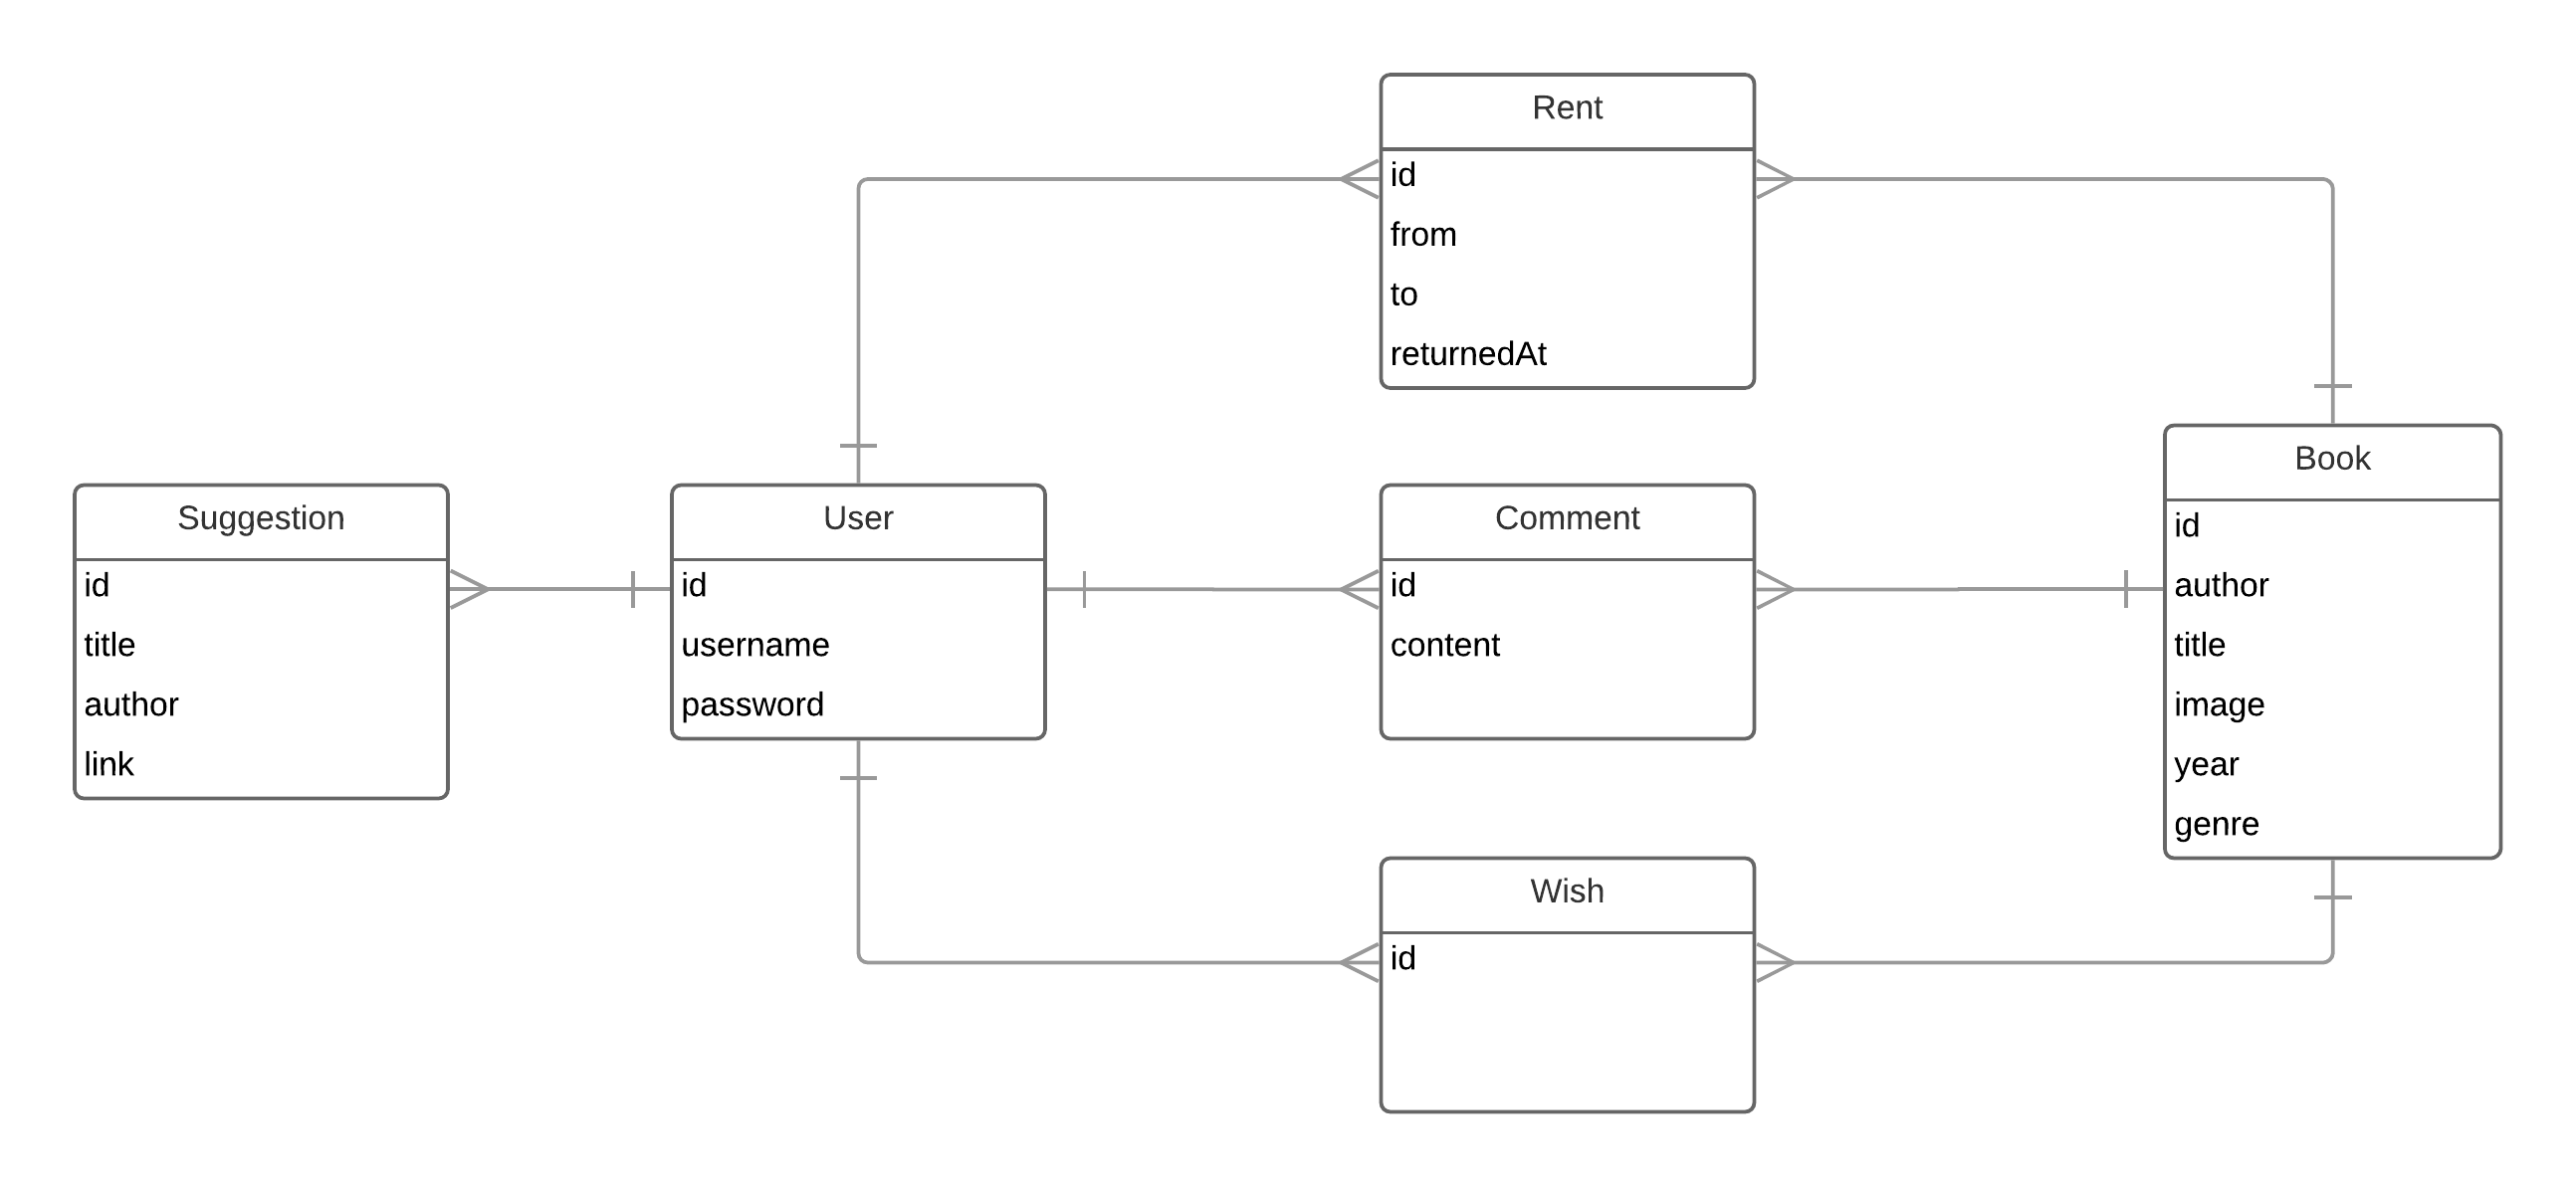 Rent
id
from
to
returnedAt
Suggestion
id
title
author
link
User
id
username
password
Comment
id
content
Book
id
author
title
image
year
genre
Wish
id